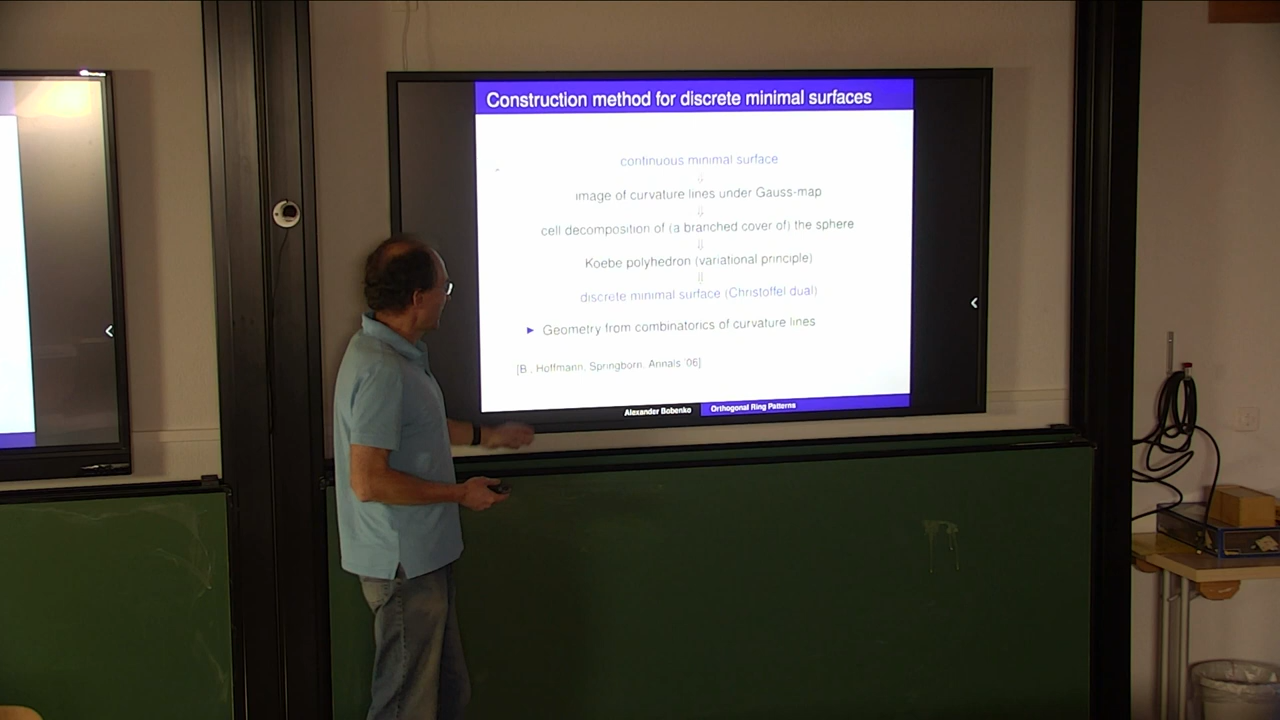 Construction method for discrete minimal surfaces
continuous minimal surface
⇓
image of curvature lines under Gauss-map
⇓
cell decomposition of (a branched cover of) the sphere
⇓
Koebe polyhedron (variational principle)
⇓
discrete minimal surface (Christoffel dual)
► Geometry from combinatorics of curvature lines
[B., Hoffmann, Springborn. Annals '06]
Alexander Bobenko Orthogonal Ring Patterns